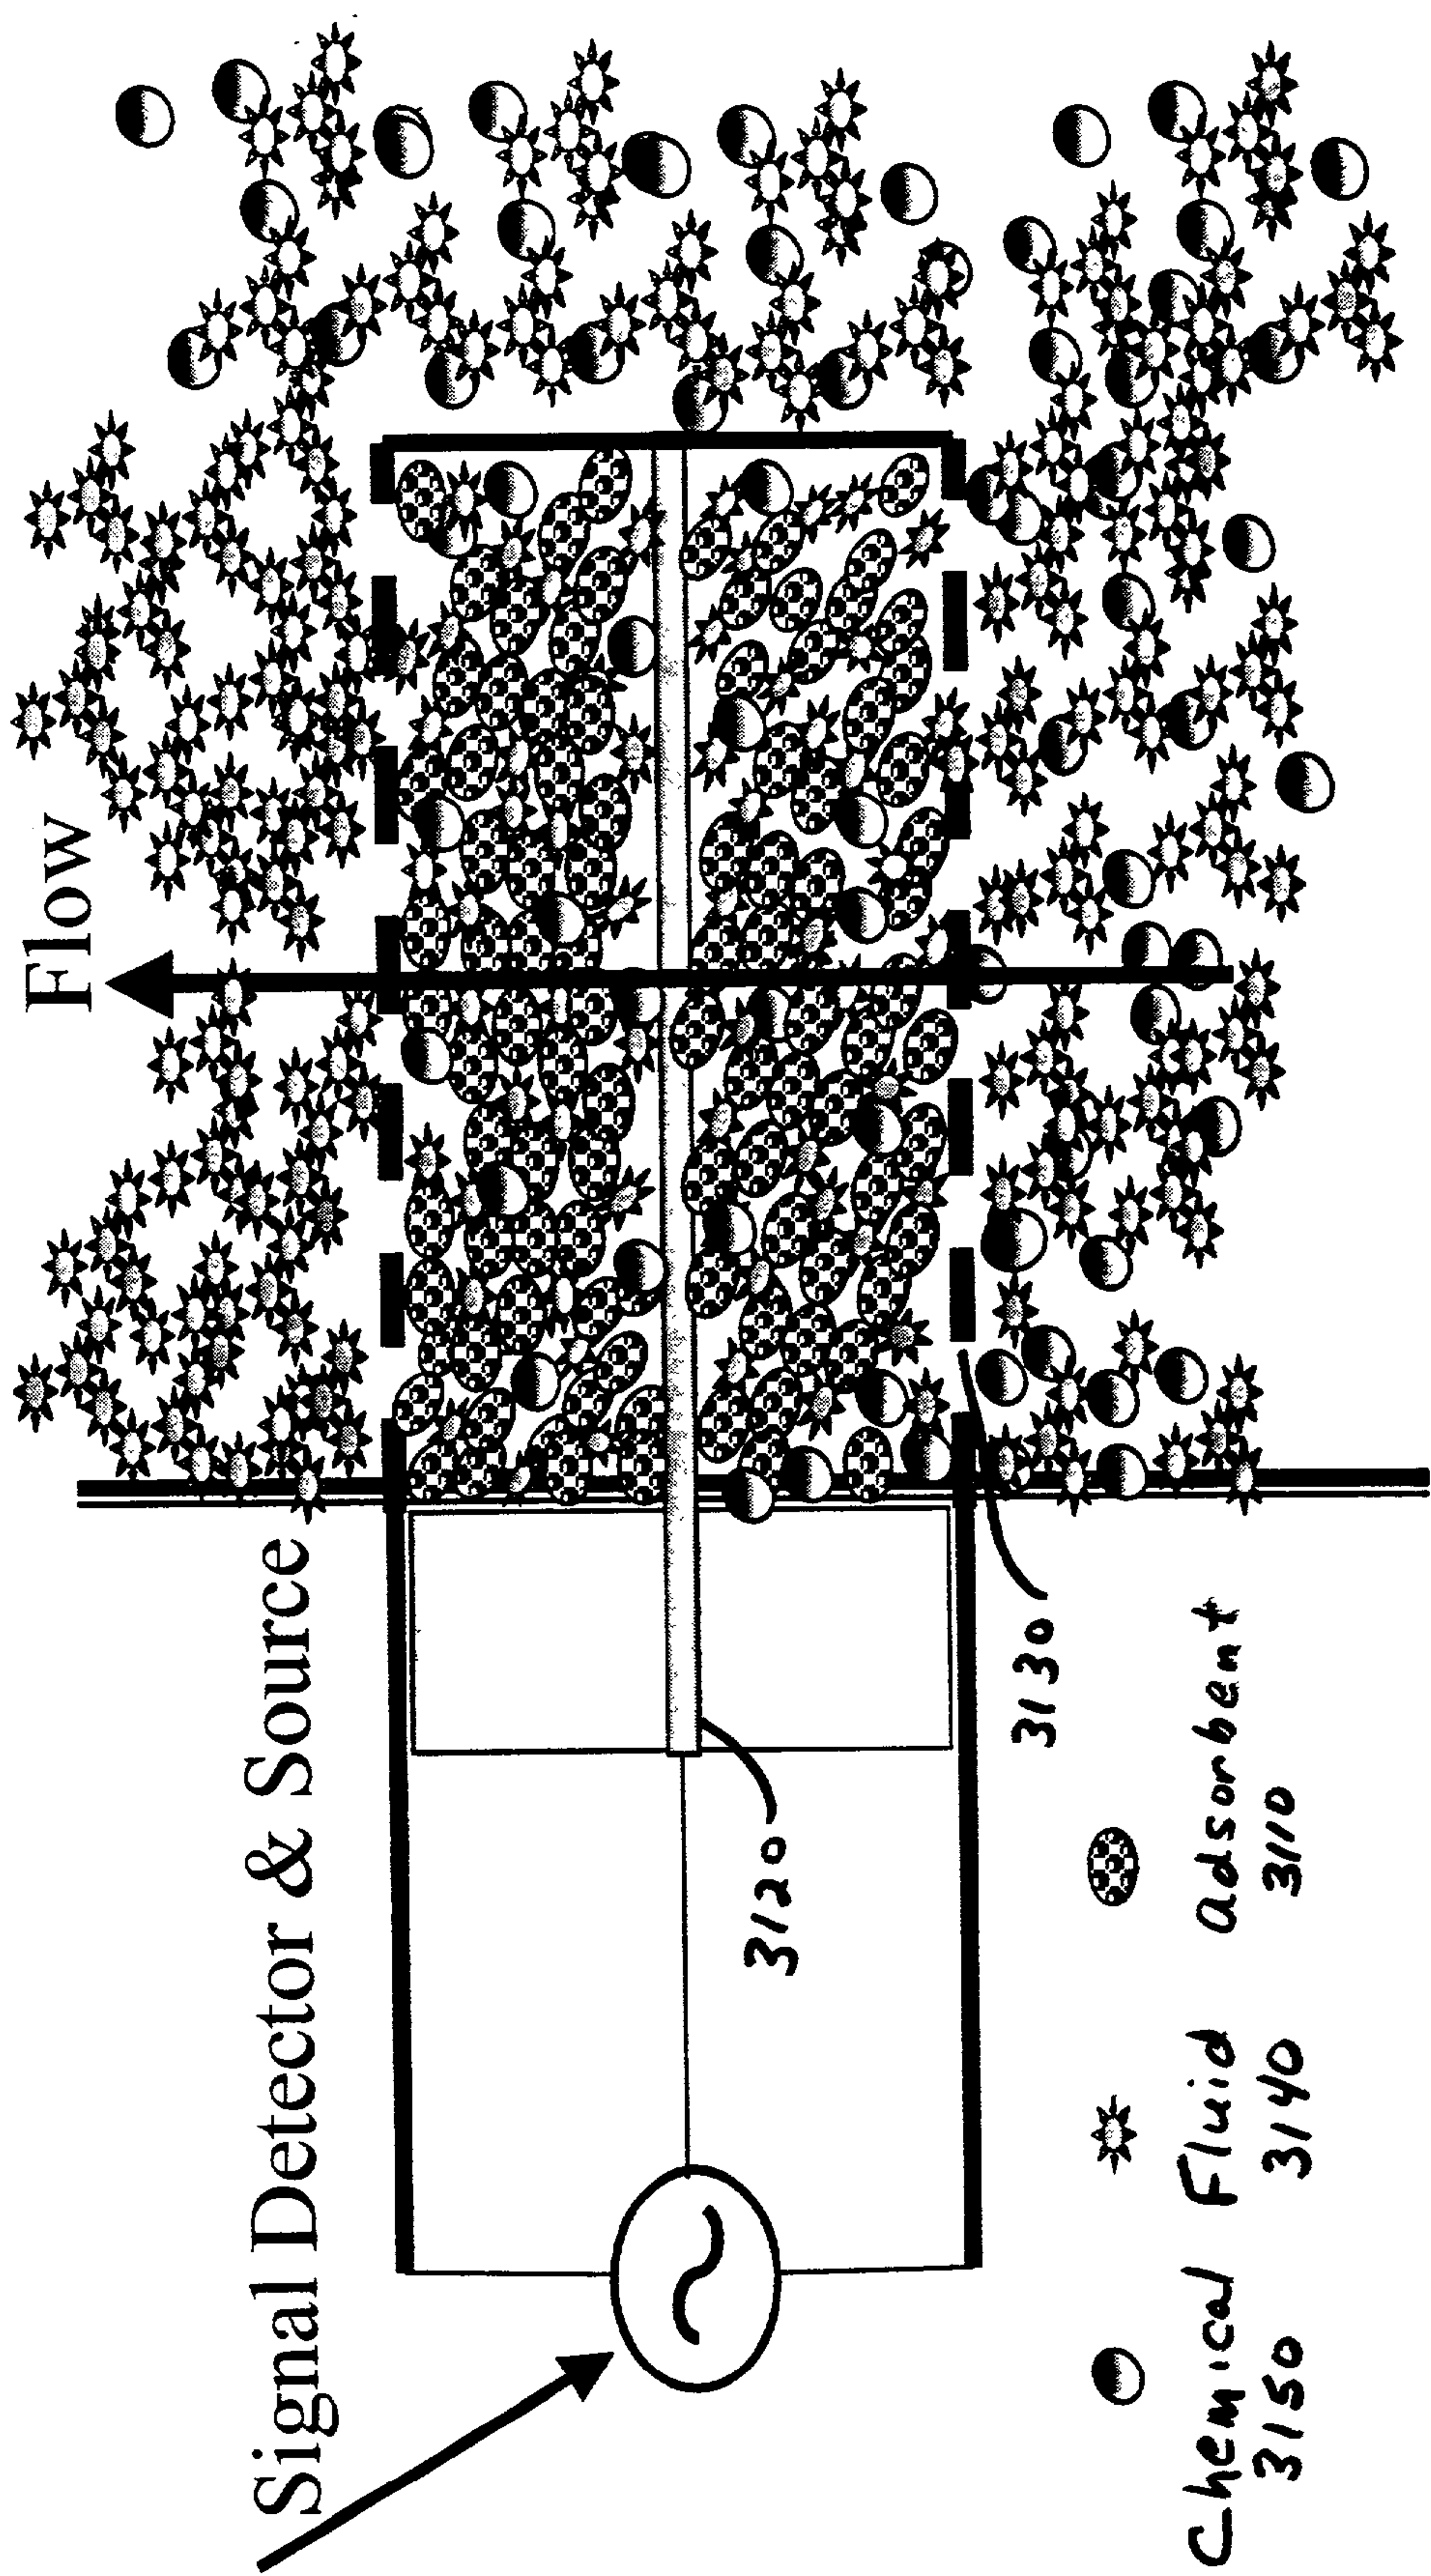 Flow
Signal Detector & Source
3120
3130
Chemical Fluid adsorbent
3150 3140 3110